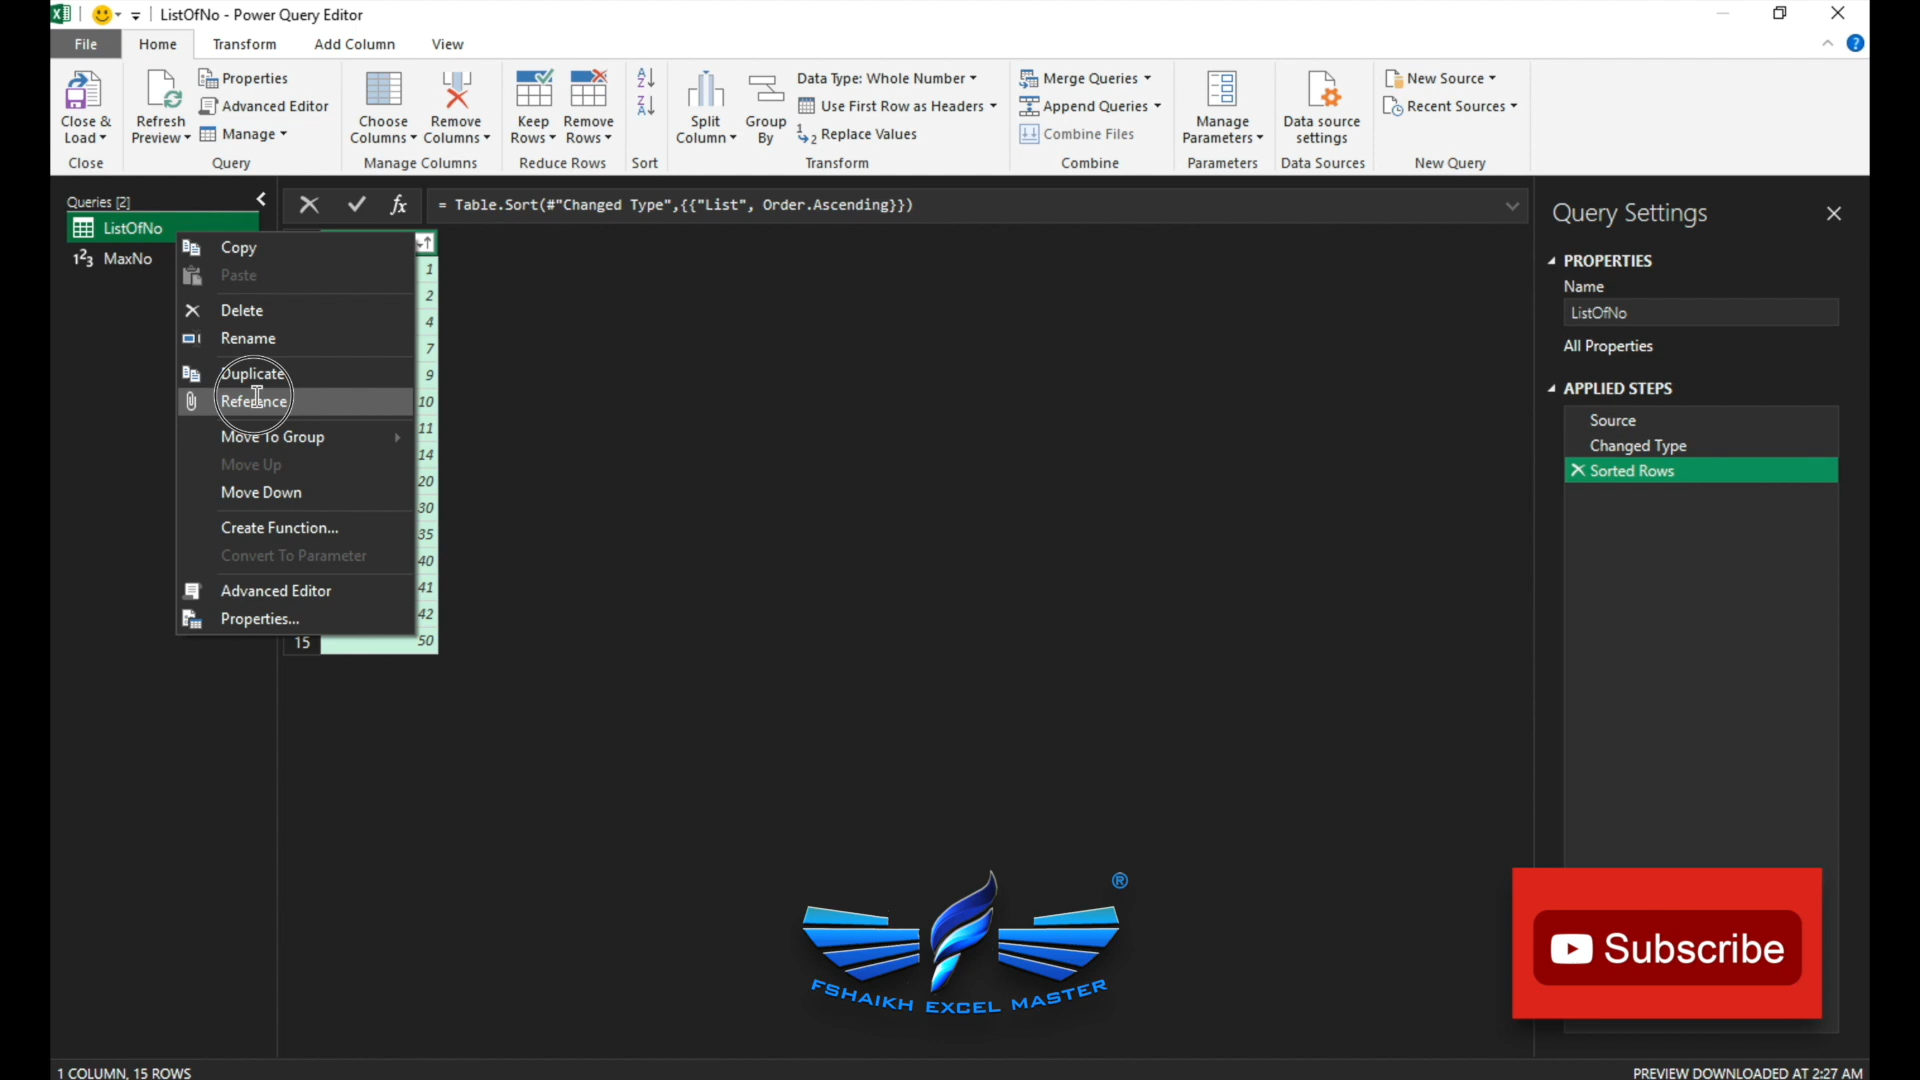 ListOfNo - Power Query Editor
File Home Transform Add Column View
Close & Load
Close
Refresh Preview
Properties
Advanced Editor
Manage
Query
Choose Columns
Remove Columns
Manage Columns
Keep Rows
Remove Rows
Reduce Rows
Sort
Split Column
Group By
Data Type: Whole Number
Use First Row as Headers
Replace Values
Transform
Merge Queries
Append Queries
Combine Files
Combine
Manage Parameters
Parameters
Data source settings
Data Sources
New Source
Recent Sources
New Query
Queries [2]
ListOfNo
MaxNo
= Table.Sort(#"Changed Type",{{"List", Order.Ascending}})
Copy
Paste
Delete
Rename
Duplicate
Reference
Move To Group
Move Up
Move Down
Create Function...
Convert To Parameter
Advanced Editor
Properties...
1
2
4
7
9
10
11
14
20
30
35
40
41
42
15 50
Query Settings
PROPERTIES
Name
ListOfNo
All Properties
APPLIED STEPS
Source
Changed Type
Sorted Rows
FSHAIKH EXCEL MASTER
Subscribe
1 COLUMN, 15 ROWS
PREVIEW DOWNLOADED AT 2:27 AM